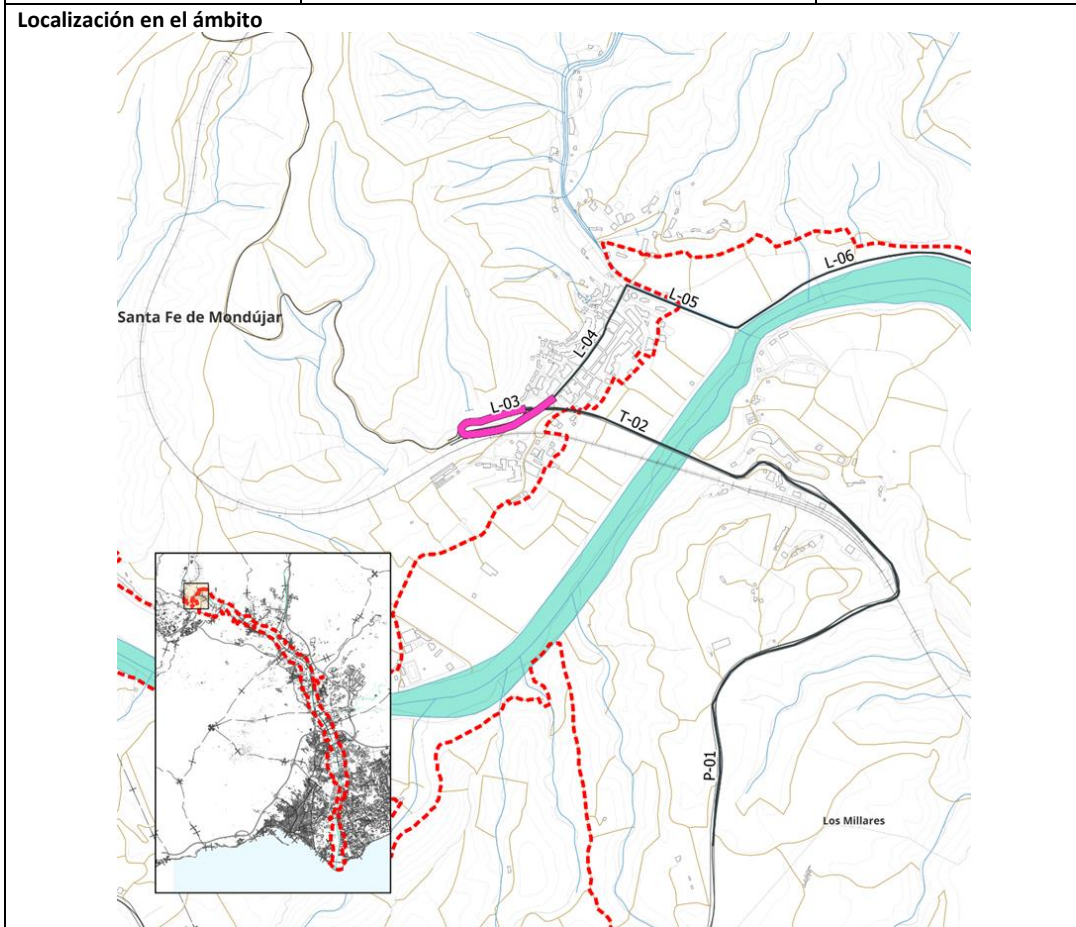 Localización en el ámbito
L-06
L-05
Santa Fe de Mondújar
L-04
L-03
T-02
P-01
Los Millares